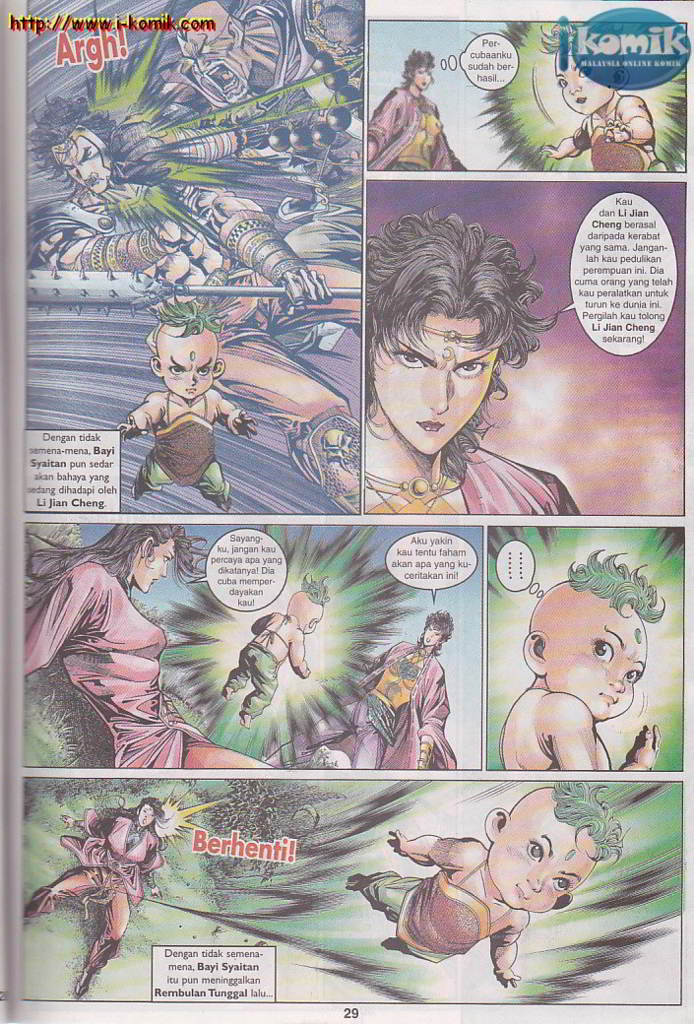 http://www.i-komik.com
ikomik
MALAYSIA ONLINE KOMIK
Argh!
Dengan tidak
semena-mena, Bayi
Syaitan pun sedar
akan bahaya yang
sedang dihadapi oleh
Li Jian Cheng.
Per-
cubaanku
sudah ber-
hasil...
Kau
dan Li Jian
Cheng berasal
daripada kerabat
yang sama. Jangan-
lah kau pedulikan
perempuan ini. Dia
cuma orang yang telah
kau peralatkan untuk
turun ke dunia ini.
Pergilah kau tolong
Li Jian Cheng
sekarang!
Sayang-
ku, jangan kau
percaya apa yang
dikatanya! Dia
cuba memper-
dayakan
kau!
Aku yakin
kau tentu faham
akan apa yang ku-
ceritakan ini!
Berhenti!
Dengan tidak semena-
mena, Bayi Syaitan
itu pun meninggalkan
Rembulan Tunggal lalu...
29